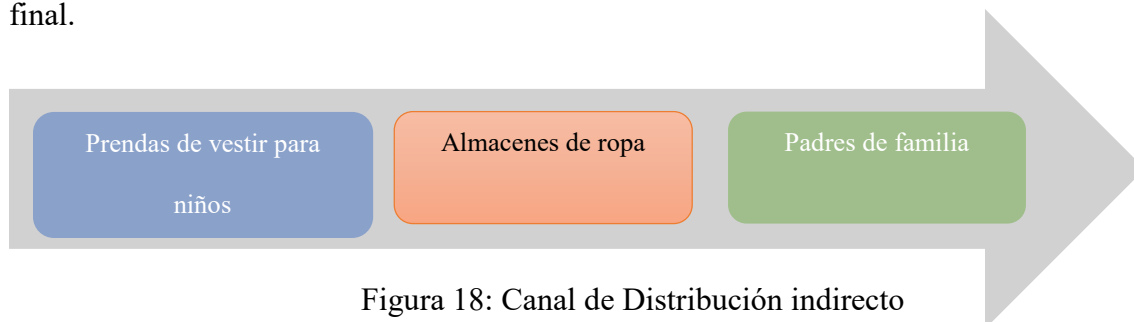 final.
Prendas de vestir para
niños
Almacenes de ropa
Padres de familia
Figura 18: Canal de Distribución indirecto